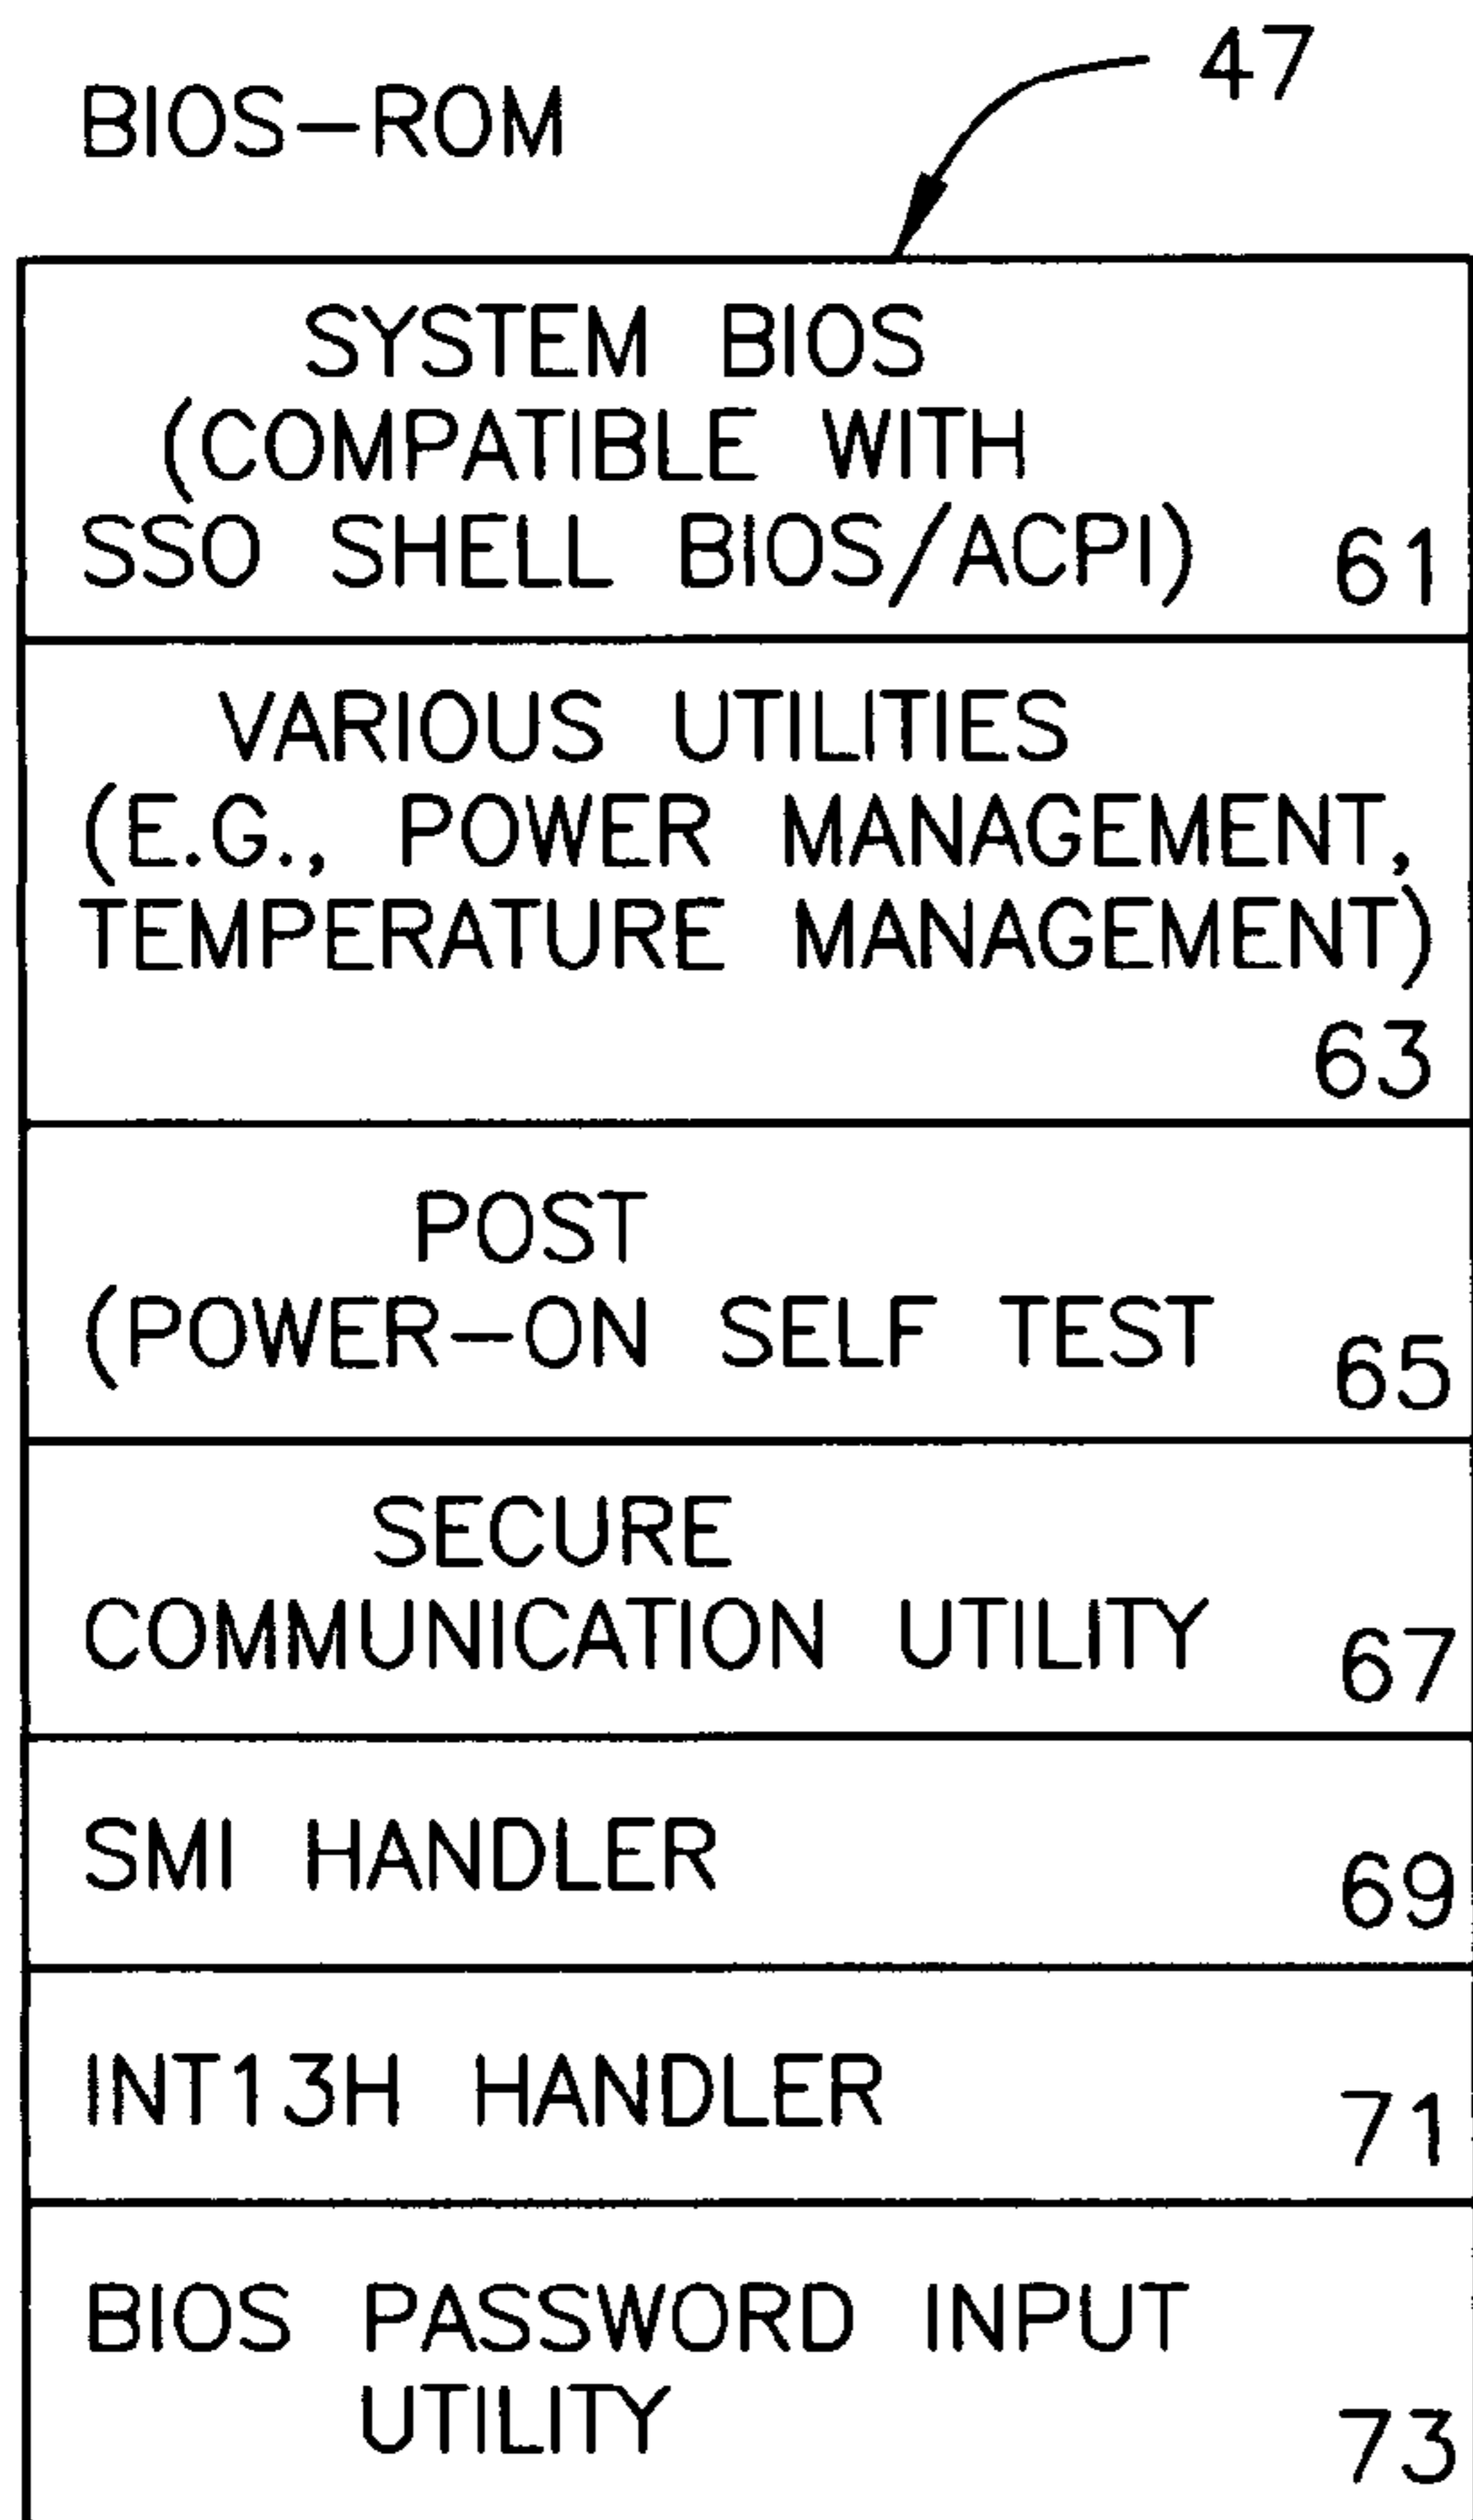 47
BIOS-ROM
SYSTEM BIOS
(COMPATIBLE WITH
SSO SHELL BIOS/ACPI) 61
VARIOUS UTILITIES
(E.G., POWER MANAGEMENT,
TEMPERATURE MANAGEMENT)
63
POST
(POWER-ON SELF TEST 65
SECURE
COMMUNICATION UTILITY 67
SMI HANDLER 69
INT13H HANDLER 71
BIOS PASSWORD INPUT
UTILITY 73